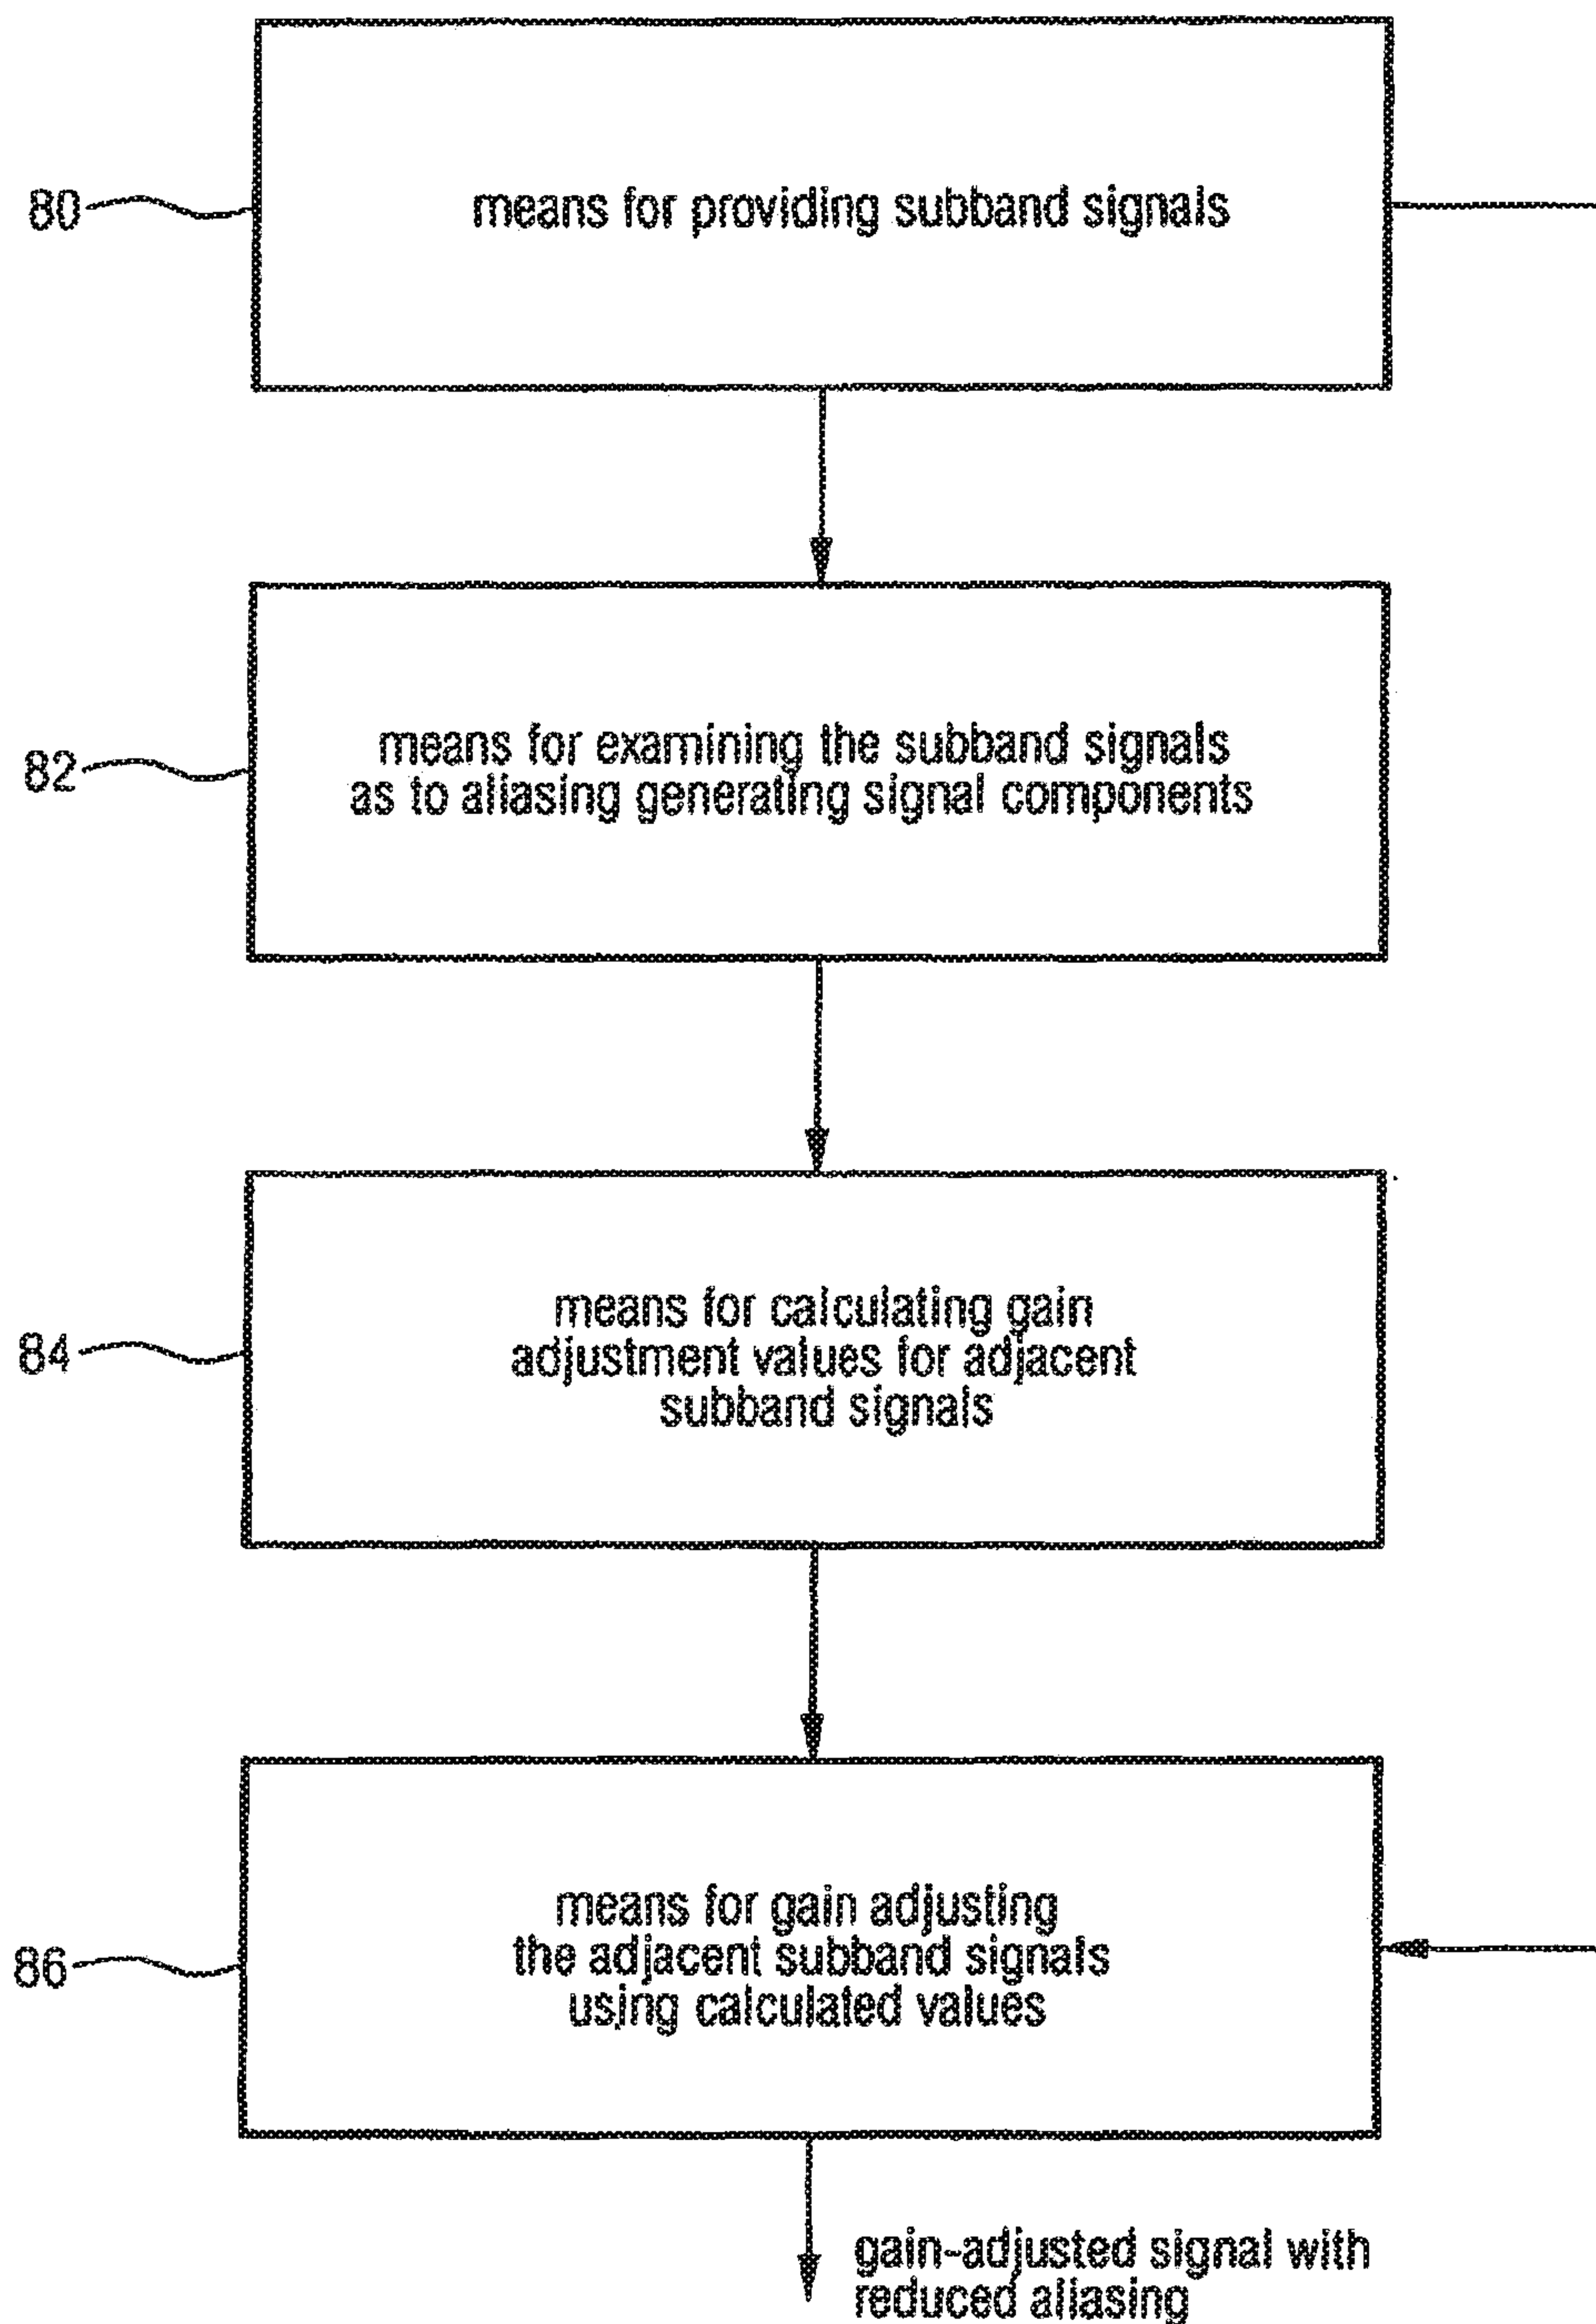 80
means for providing subband signals
82
means for examining the subband signals
as to aliasing generating signal components
84
means for calculating gain
adjustment values for adjacent
subband signals
86
means for gain adjusting
the adjacent subband signals
using calculated values
gain-adjusted signal with
reduced aliasing